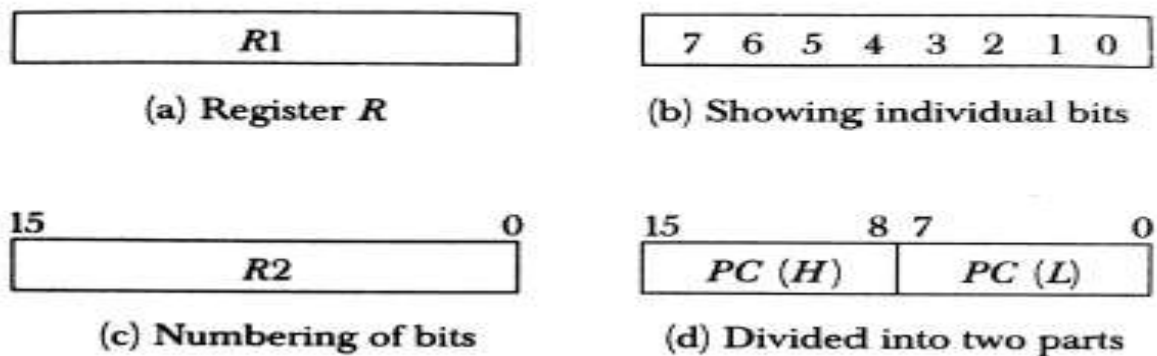 R1
(a) Register R
7 6 5 4 3 2 1 0
(b) Showing individual bits
15 0
R2
(c) Numbering of bits
15 8 7 0
PC (H) PC (L)
(d) Divided into two parts